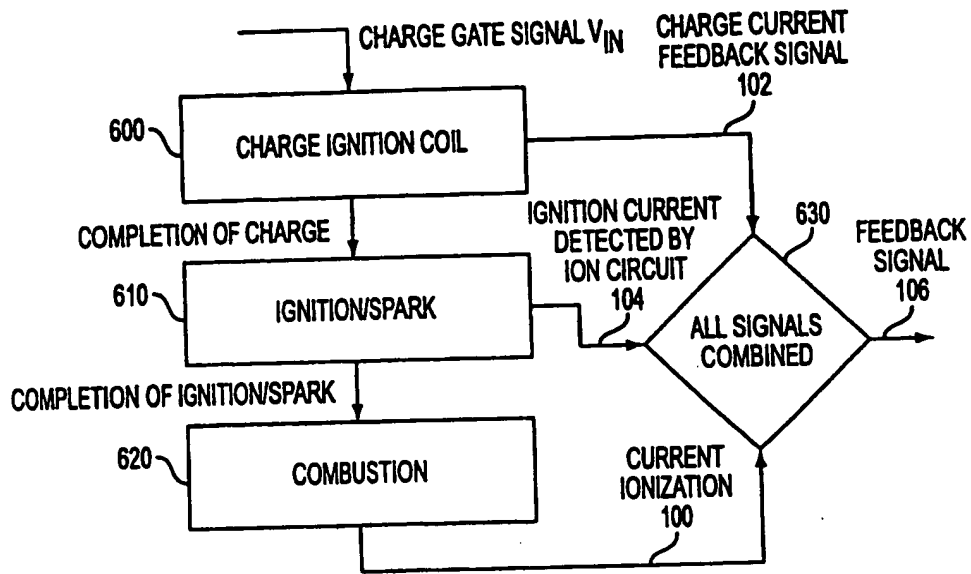 CHARGE GATE SIGNAL VIN
CHARGE CURRENT
FEEDBACK SIGNAL
102
600
CHARGE IGNITION COIL
COMPLETION OF CHARGE
IGNITION CURRENT
DETECTED BY
ION CIRCUIT
104
630
FEEDBACK
SIGNAL
106
610
IGNITION/SPARK
ALL SIGNALS
COMBINED
COMPLETION OF IGNITION/SPARK
620
COMBUSTION
CURRENT
IONIZATION
100